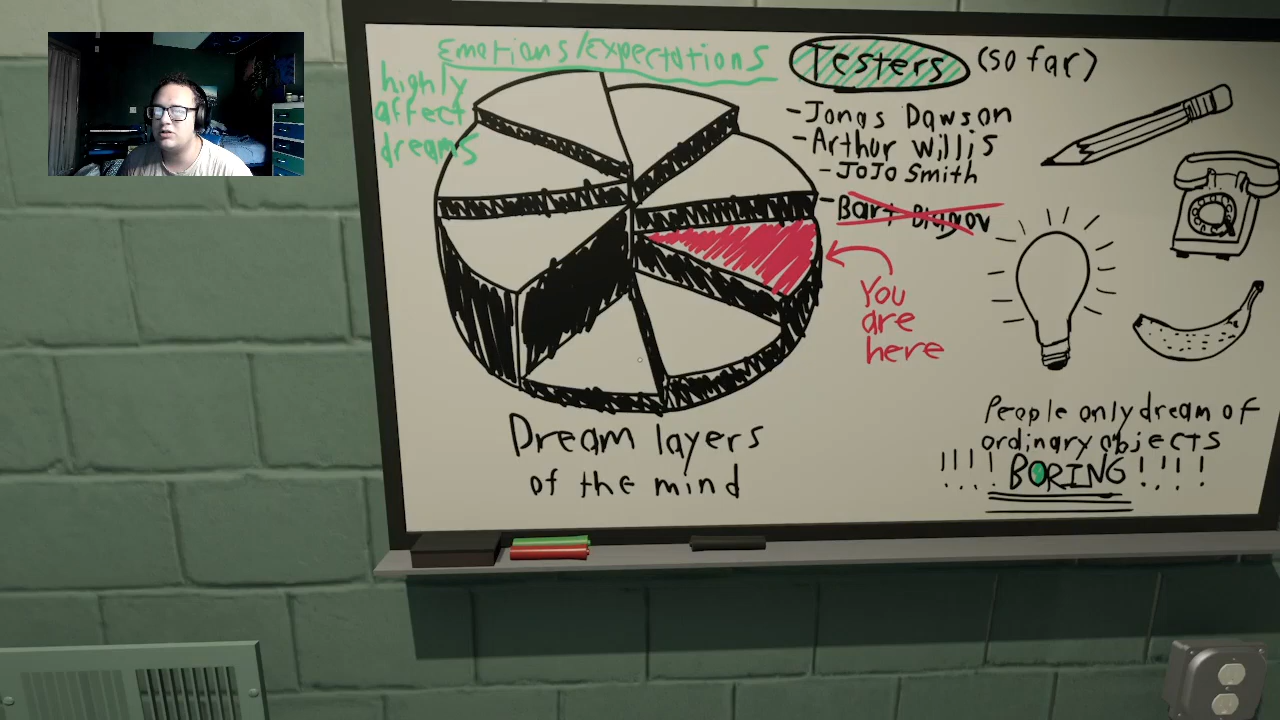 Emotions/Expectations
highly
affect
dreams
Testers (so far)
-Jonas Dawson
-Arthur Willis
-JoJo Smith
-Bart
You
are
here
Dream layers
of the mind
People only dream of
ordinary objects
!!!! BORING !!!!